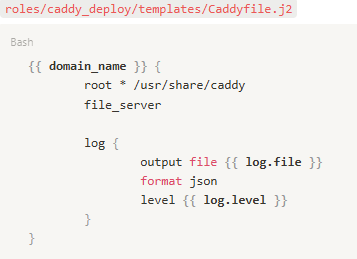 roles/caddy_deploy/templates/Caddyfile.j2
Bash
{{ domain_name }} {
root * /usr/share/caddy
file_server
log {
output file {{ log.file }}
format json
level {{ log.level }}
}
}